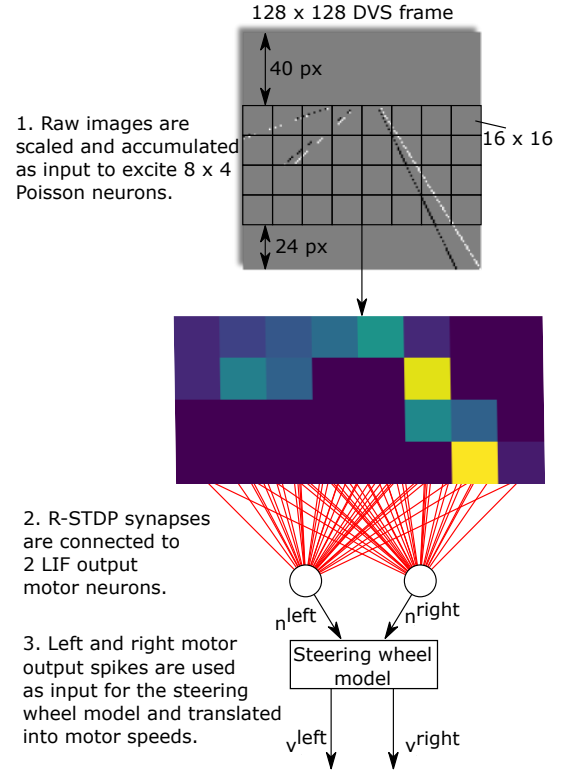 128 x 128 DVS frame
40 px
1. Raw images are
scaled and accumulated
as input to excite 8 x 4
Poisson neurons.
16 x 16
24 px
2. R-STDP synapses
are connected to
2 LIF output
motor neurons.
n^left
n^right
3. Left and right motor
output spikes are used
as input for the steering
wheel model and translated
into motor speeds.
Steering wheel
model
v^left
v^right